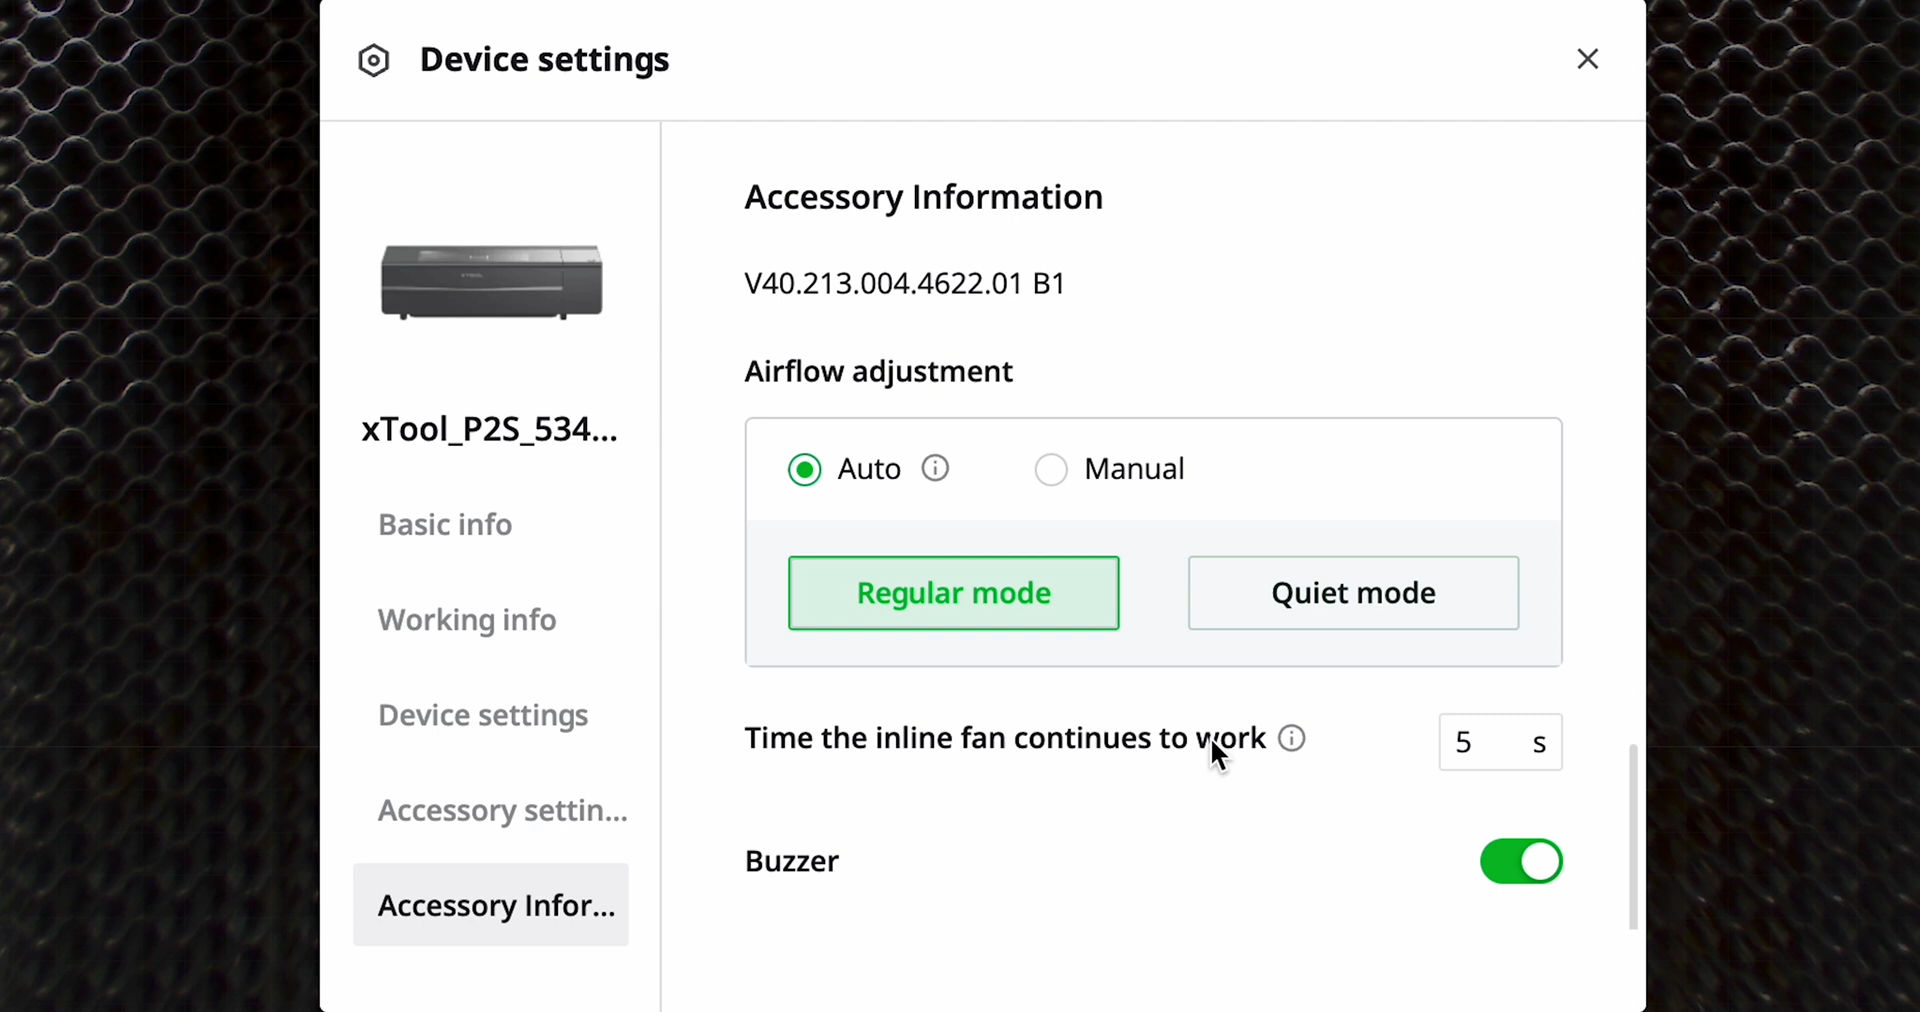 Device settings
xTool_P2S_534...
Basic info
Working info
Device settings
Accessory settin...
Accessory Infor...
Accessory Information
V40.213.004.4622.01 B1
Airflow adjustment
Auto
Manual
Regular mode
Quiet mode
Time the inline fan continues to work
5 s
Buzzer